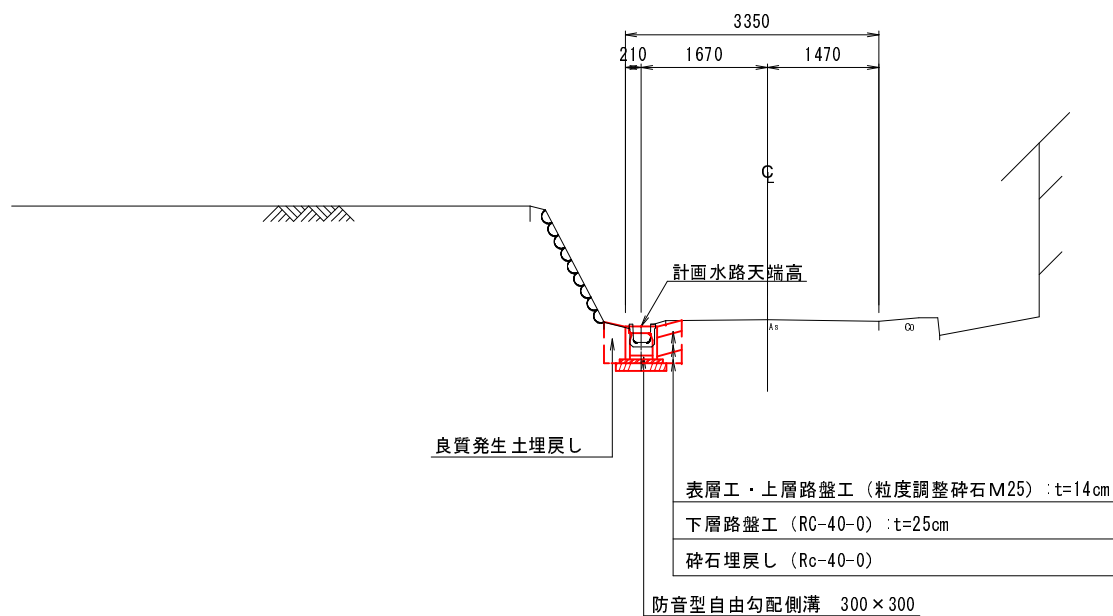 3350
210 1670 1470
C
L
計画水路天端高
As
Co
良質発生土埋戻し
表層工・上層路盤工（粒度調整砕石M25）:t=14cm
下層路盤工（RC-40-0）:t=25cm
砕石埋戻し（Rc-40-0）
防音型自由勾配側溝 300×300